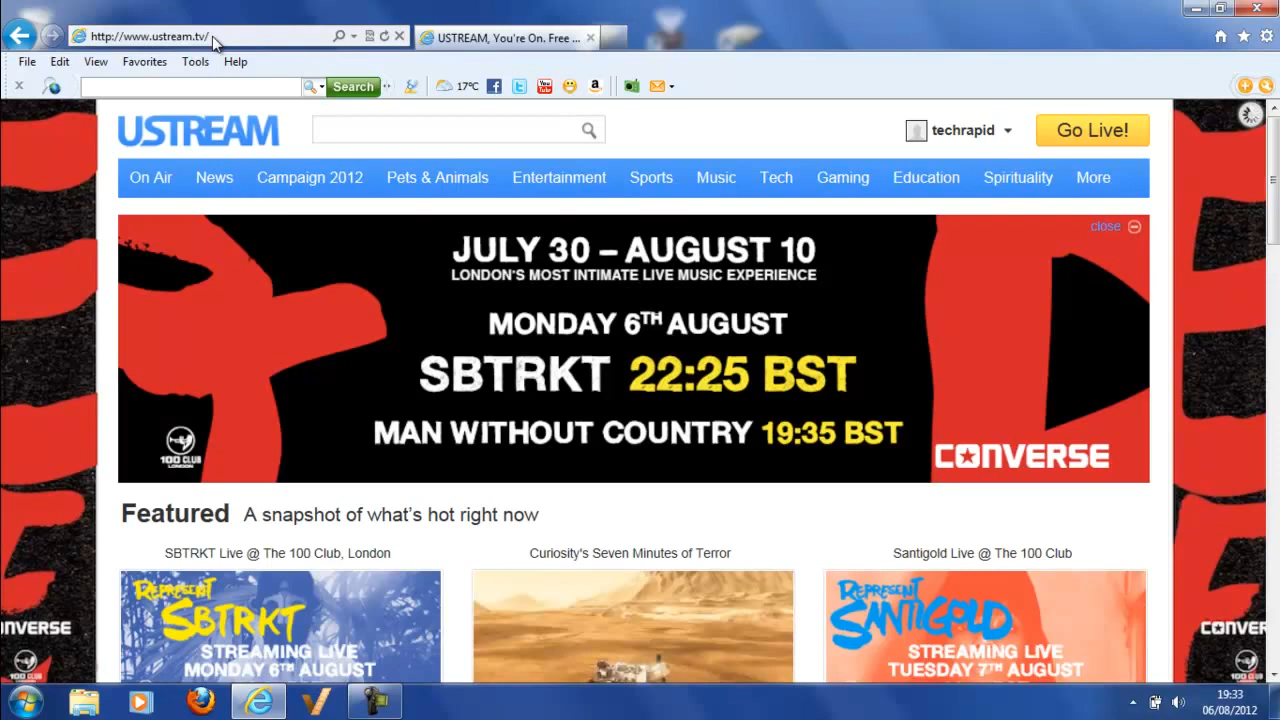 http://www.ustream.tv/
USTREAM, You're On. Free ...
File Edit View Favorites Tools Help
Search
17°C
USTREAM
techrapid
Go Live!
On Air News Campaign 2012 Pets & Animals Entertainment Sports Music Tech Gaming Education Spirituality More
close
JULY 30 – AUGUST 10
LONDON'S MOST INTIMATE LIVE MUSIC EXPERIENCE
MONDAY 6TH AUGUST
SBTRKT 22:25 BST
MAN WITHOUT COUNTRY 19:35 BST
100 CLUB
LONDON
CONVERSE
Featured A snapshot of what's hot right now
SBTRKT Live @ The 100 Club, London
Curiosity's Seven Minutes of Terror
Santigold Live @ The 100 Club
REPRESENT
SBTRKT
STREAMING LIVE
MONDAY 6TH AUGUST
REPRESENT
SANTIGOLD
STREAMING LIVE
TUESDAY 7TH AUGUST
NVERSE
CONVER
19:33
06/08/2012